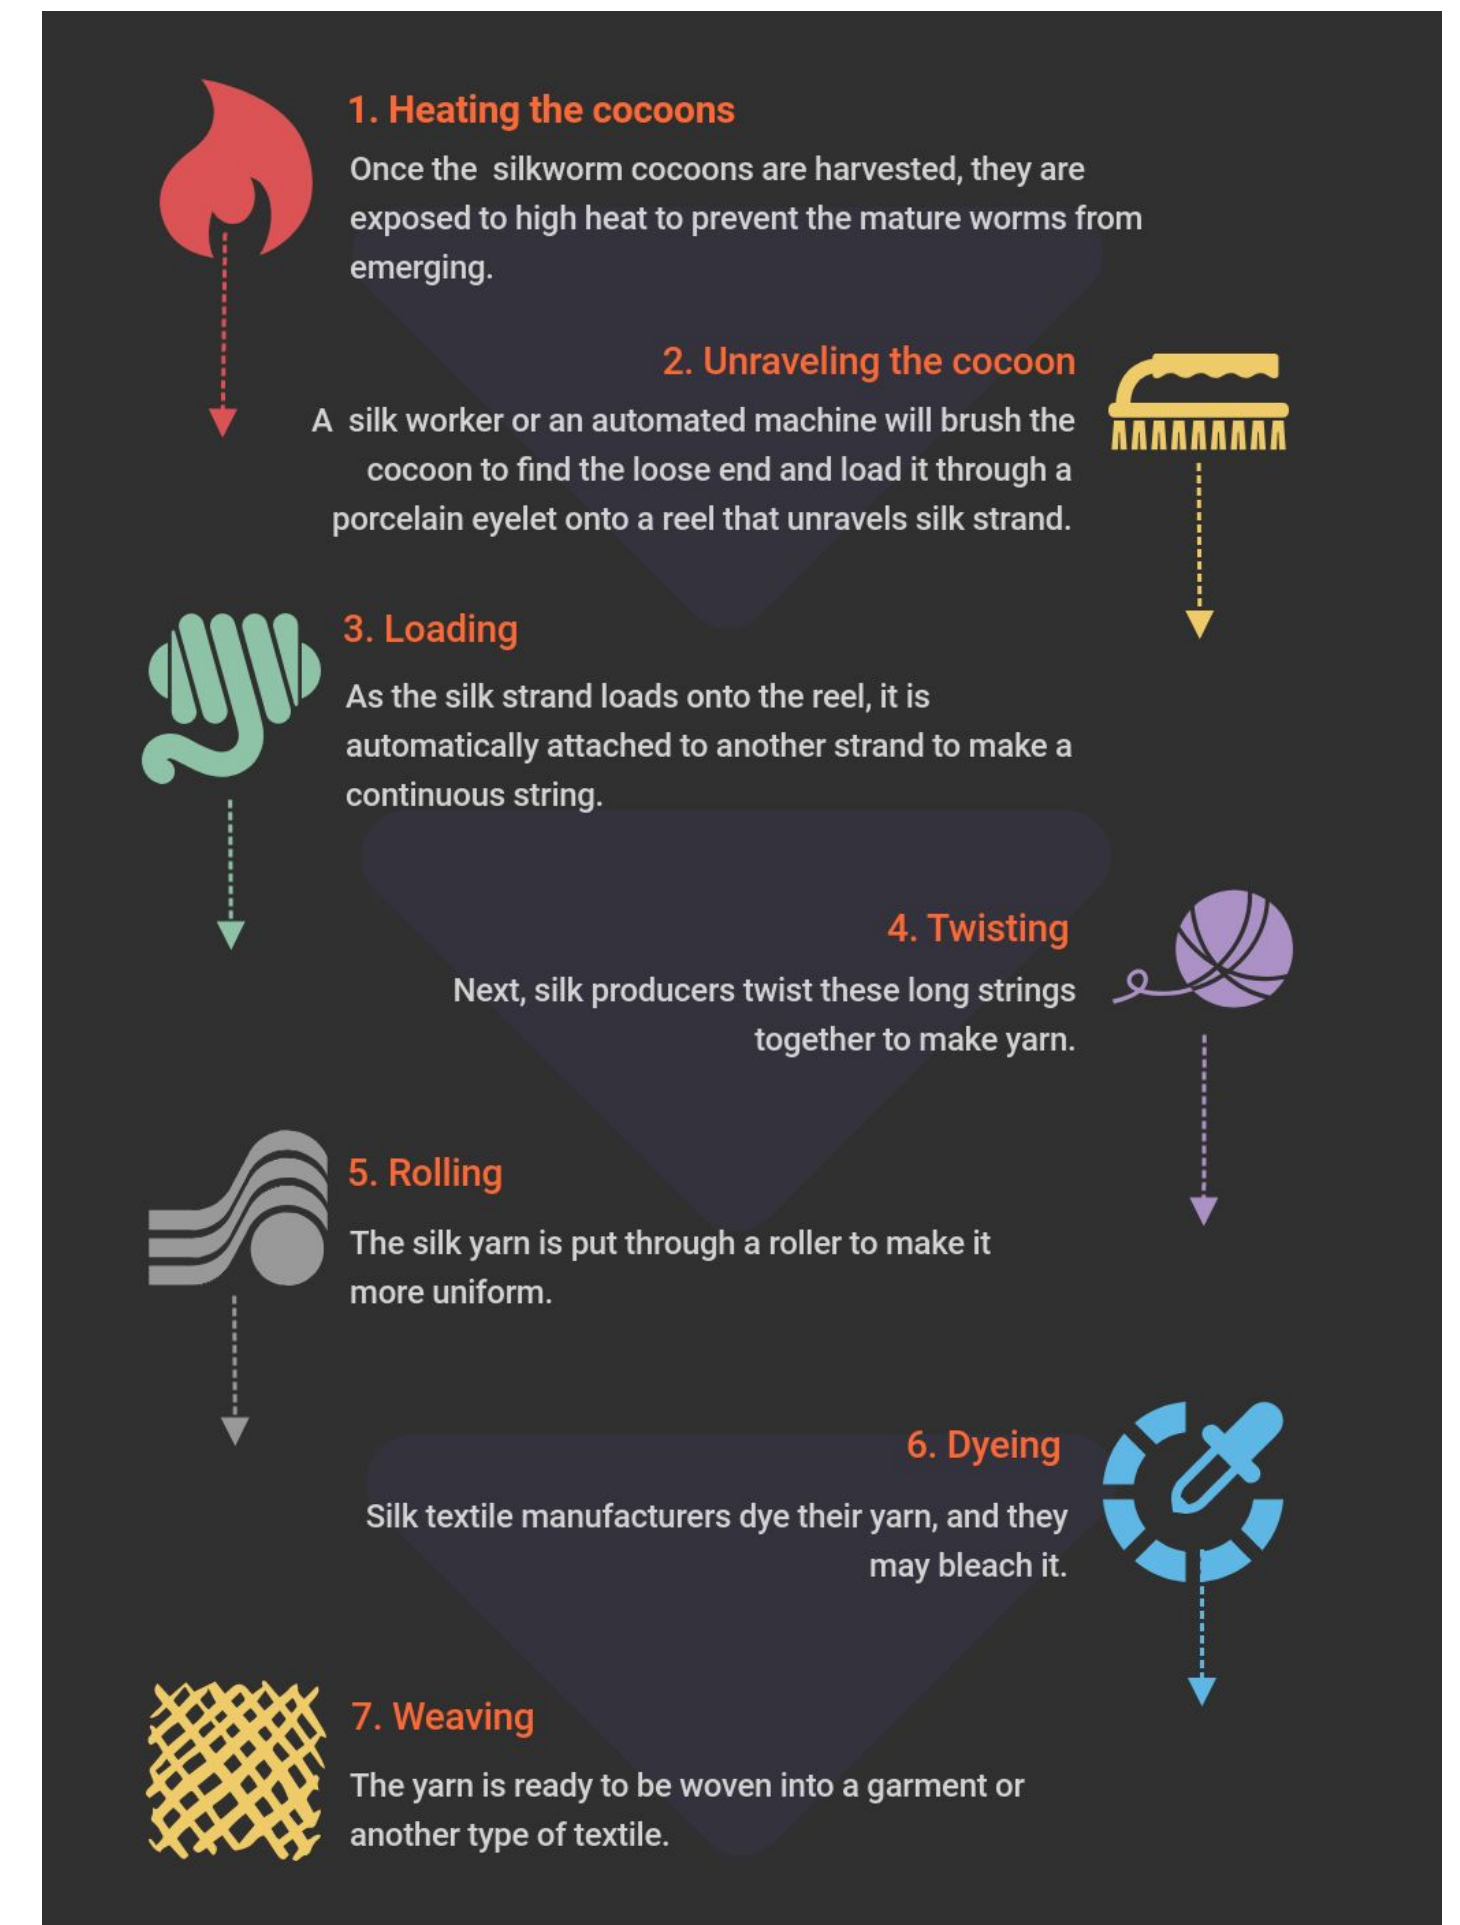 1. Heating the cocoons
Once the  silkworm cocoons are harvested, they are
exposed to high heat to prevent the mature worms from
emerging.
2. Unraveling the cocoon
A  silk worker or an automated machine will brush the
cocoon to find the loose end and load it through a
porcelain eyelet onto a reel that unravels silk strand.
3. Loading
As the silk strand loads onto the reel, it is
automatically attached to another strand to make a
continuous string.
4. Twisting
Next, silk producers twist these long strings
together to make yarn.
5. Rolling
The silk yarn is put through a roller to make it
more uniform.
6. Dyeing
Silk textile manufacturers dye their yarn, and they
may bleach it.
7. Weaving
The yarn is ready to be woven into a garment or
another type of textile.